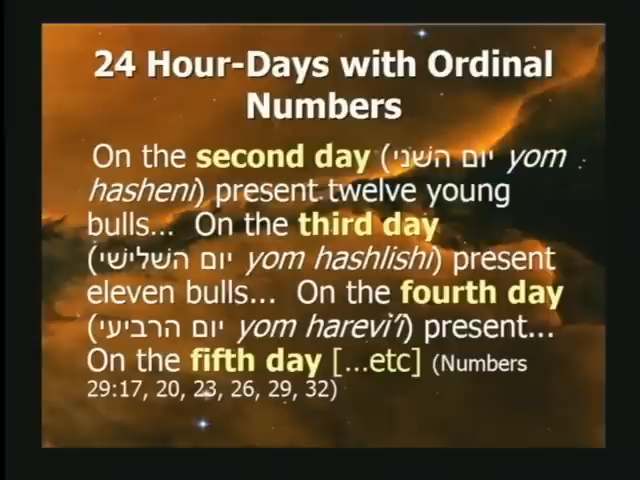 24 Hour-Days with Ordinal
Numbers
On the second day (יום השני yom
hasheni) present twelve young
bulls... On the third day
(יום השלישי yom hashlishi) present
eleven bulls... On the fourth day
(יום הרביעי yom harevi'i) present...
On the fifth day [...etc] (Numbers
29:17, 20, 23, 26, 29, 32)